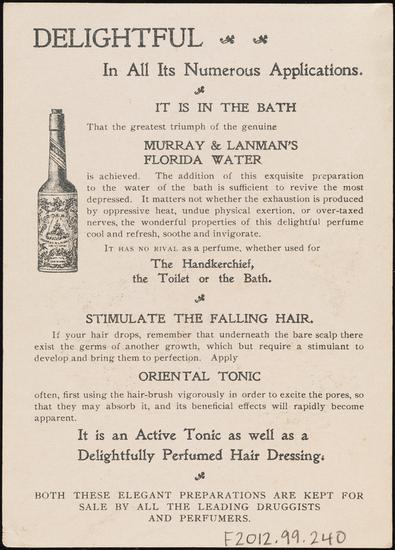 DELIGHTFUL
In All Its Numerous Applications.
IT IS IN THE BATH
That the greatest triumph of the genuine
MURRAY & LANMAN'S
FLORIDA WATER
is achieved. The addition of this exquisite preparation
to the water of the bath is sufficient to revive the most
depressed. It matters not whether the exhaustion is produced
by oppressive heat, undue physical exertion, or over-taxed
nerves, the wonderful properties of this delightful perfume
cool and refresh, soothe and invigorate.
IT HAS NO RIVAL as a perfume, whether used for
The Handkerchief,
the Toilet or the Bath.
STIMULATE THE FALLING HAIR.
If your hair drops, remember that underneath the bare scalp there
exist the germs of another growth, which but require a stimulant to
develop and bring them to perfection. Apply
ORIENTAL TONIC
often, first using the hair-brush vigorously in order to excite the pores, so
that they may absorb it, and its beneficial effects will rapidly become
apparent.
It is an Active Tonic as well as a
Delightfully Perfumed Hair Dressing.
BOTH THESE ELEGANT PREPARATIONS ARE KEPT FOR
SALE BY ALL THE LEADING DRUGGISTS
AND PERFUMERS.
F2012.99.240